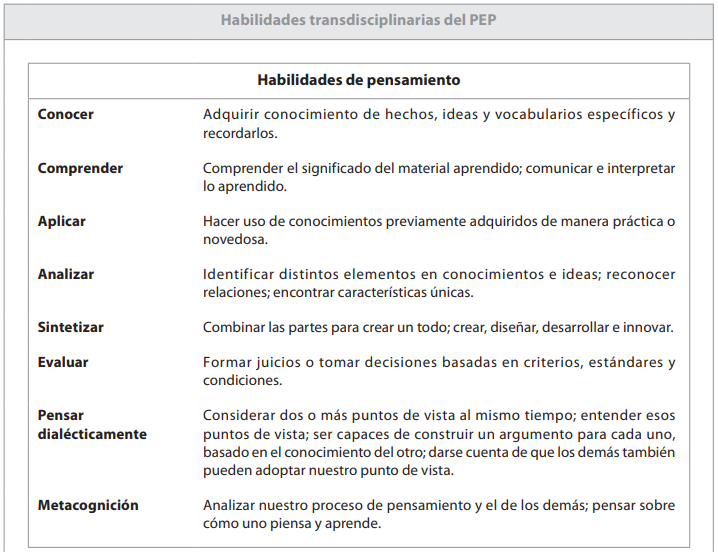 Habilidades transdisciplinarias del PEP
Habilidades de pensamiento
Conocer
Adquirir conocimiento de hechos, ideas y vocabularios específicos y
recordarlos.
Comprender
Comprender el significado del material aprendido; comunicar e interpretar
lo aprendido.
Aplicar
Hacer uso de conocimientos previamente adquiridos de manera práctica o
novedosa.
Analizar
Identificar distintos elementos en conocimientos e ideas; reconocer
relaciones; encontrar características únicas.
Sintetizar
Combinar las partes para crear un todo; crear, diseñar, desarrollar e innovar.
Evaluar
Formar juicios o tomar decisiones basadas en criterios, estándares y
condiciones.
Pensar
dialécticamente
Considerar dos o más puntos de vista al mismo tiempo; entender esos
puntos de vista; ser capaces de construir un argumento para cada uno,
basado en el conocimiento del otro; darse cuenta de que los demás también
pueden adoptar nuestro punto de vista.
Metacognición
Analizar nuestro proceso de pensamiento y el de los demás; pensar sobre
cómo uno piensa y aprende.